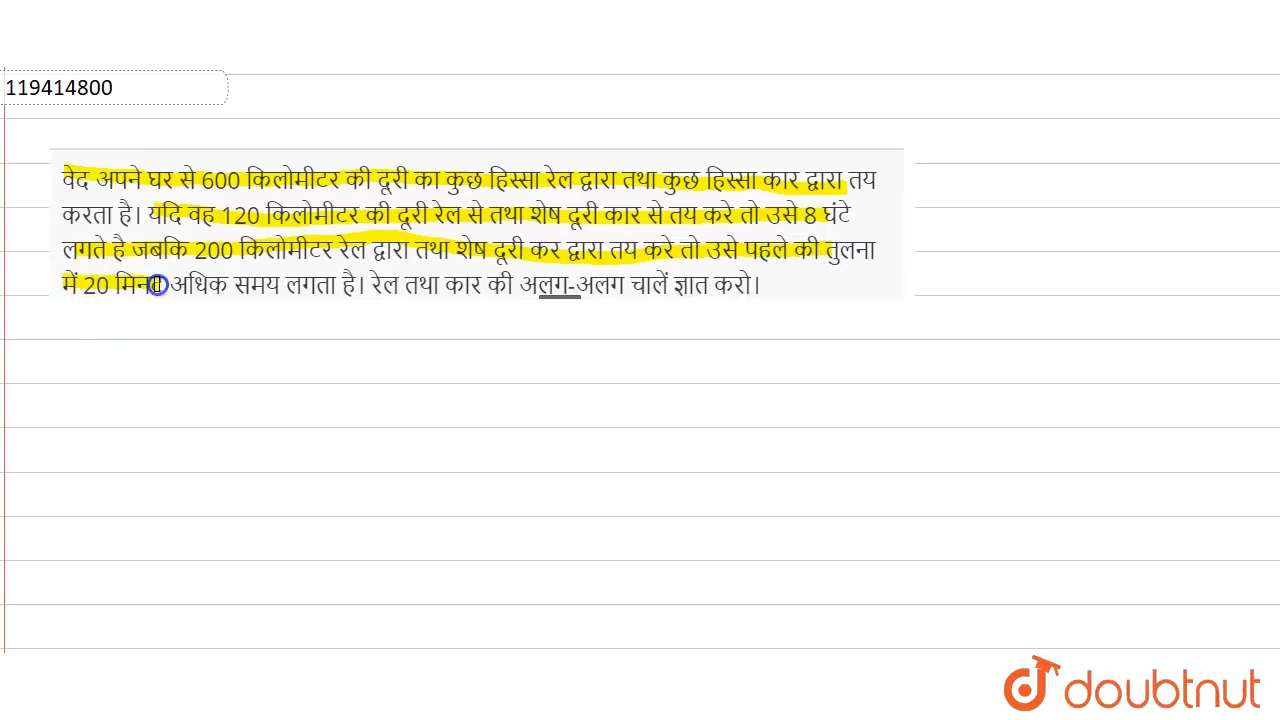 119414800
वेद अपने घर से 600 किलोमीटर की दूरी का कुछ हिस्सा रेल द्वारा तथा कुछ हिस्सा कार द्वारा तय
करता है। यदि वह 120 किलोमीटर की दूरी रेल से तथा शेष दूरी कार से तय करे तो उसे 8 घंटे
लगते है जबकि 200 किलोमीटर रेल द्वारा तथा शेष दूरी कर द्वारा तय करे तो उसे पहले की तुलना
में 20 अधिक समय लगता है। रेल तथा कार की अलग-अलग चालें ज्ञात करो।
doubtnut